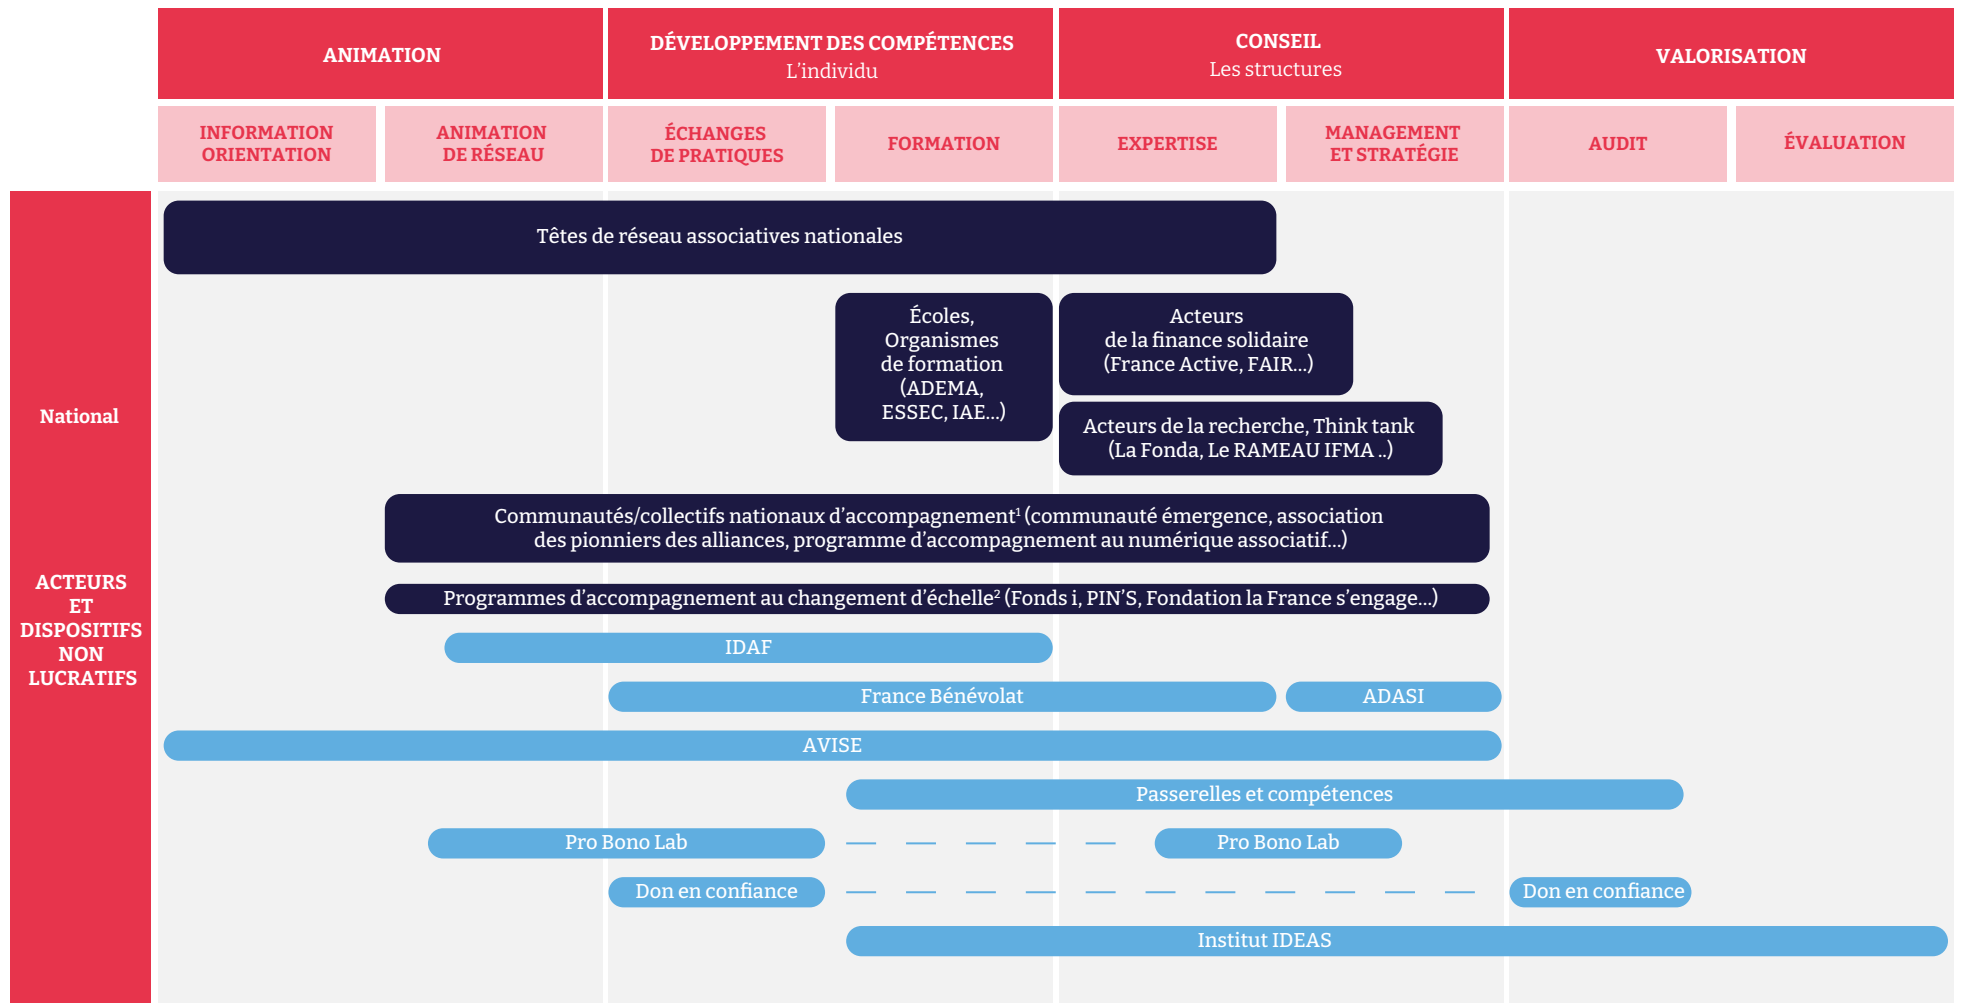 ANIMATION
DÉVELOPPEMENT DES COMPÉTENCES
L'individu
CONSEIL
Les structures
VALORISATION
INFORMATION
ORIENTATION
ANIMATION
DE RÉSEAU
ÉCHANGES
DE PRATIQUES
FORMATION
EXPERTISE
MANAGEMENT
ET STRATÉGIE
AUDIT
ÉVALUATION
National
ACTEURS
ET
DISPOSITIFS
NON
LUCRATIFS
Têtes de réseau associatives nationales
Écoles,
Organismes
de formation
(ADEMA,
ESSEC, IAE...)
Acteurs
de la finance solidaire
(France Active, FAIR...)
Acteurs de la recherche, Think tank
(La Fonda, Le RAMEAU IFMA ..)
Communautés/collectifs nationaux d'accompagnement¹ (communauté émergence, association
des pionniers des alliances, programme d'accompagnement au numérique associatif...)
Programmes d'accompagnement au changement d'échelle² (Fonds i, PIN'S, Fondation la France s'engage...)
IDAF
France Bénévolat
ADASI
AVISE
Passerelles et compétences
Pro Bono Lab
Pro Bono Lab
Don en confiance
Don en confiance
Institut IDEAS